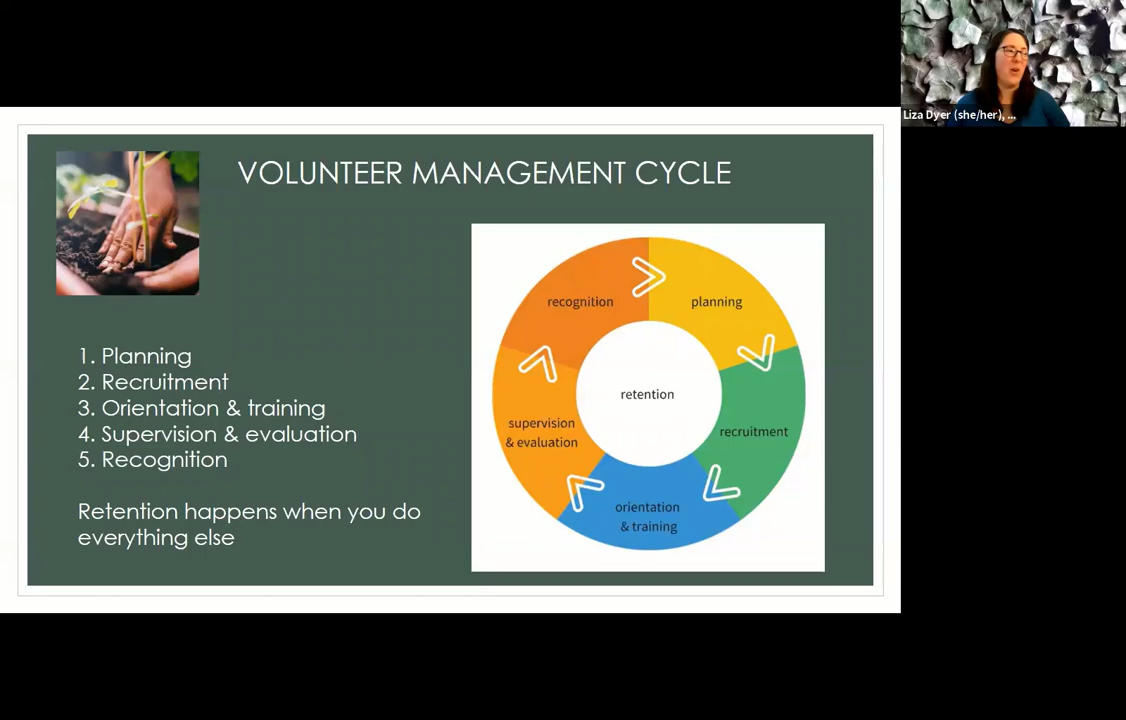 Liza Dyer (she/her), ...
VOLUNTEER MANAGEMENT CYCLE
1. Planning
2. Recruitment
3. Orientation & training
4. Supervision & evaluation
5. Recognition
Retention happens when you do
everything else
recognition
planning
retention
supervision
& evaluation
recruitment
orientation
& training